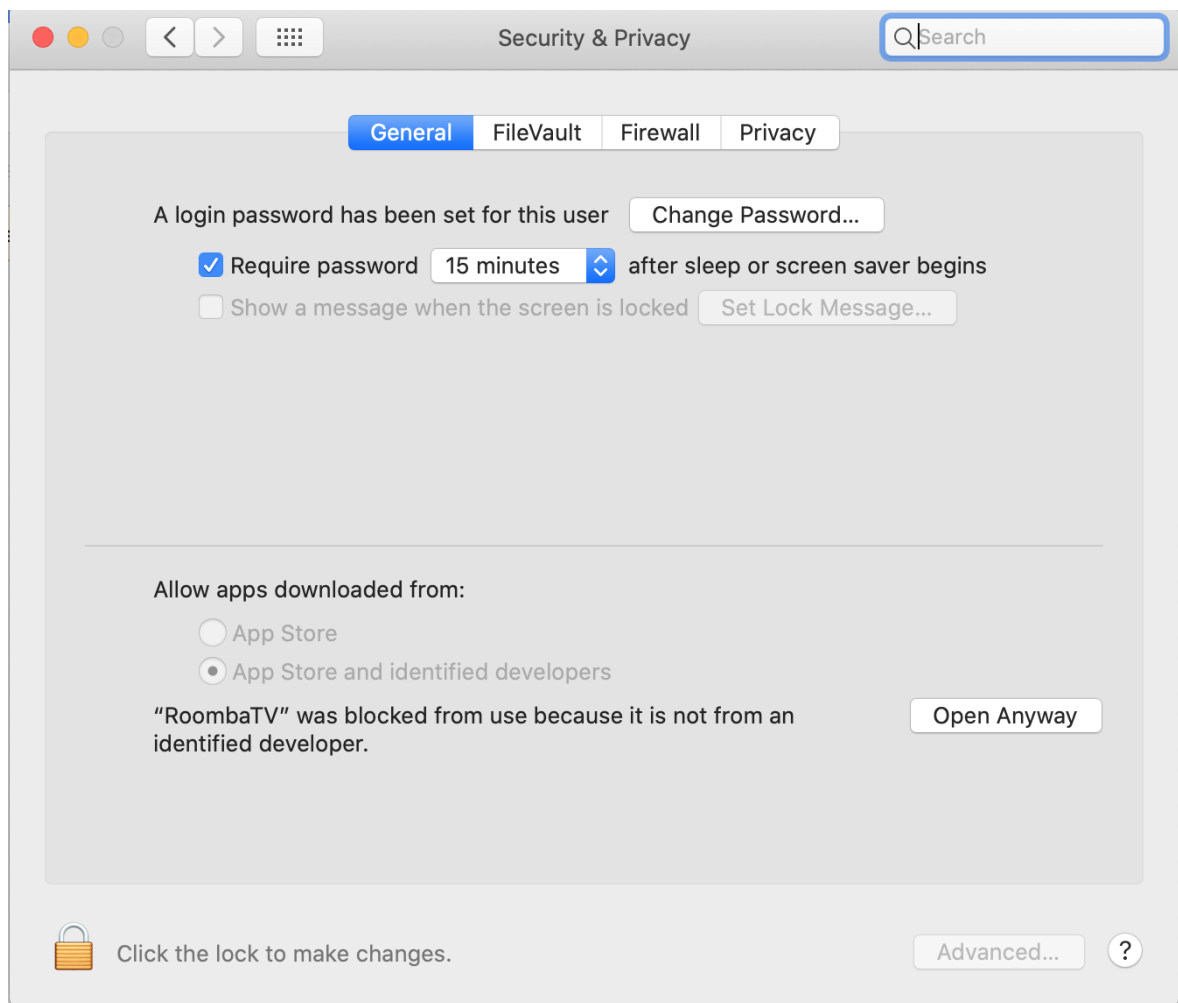 Security & Privacy
Search
General FileVault Firewall Privacy
A login password has been set for this user Change Password...
Require password 15 minutes after sleep or screen saver begins
Show a message when the screen is locked Set Lock Message...
Allow apps downloaded from:
App Store
App Store and identified developers
“RoombaTV” was blocked from use because it is not from an Open Anyway
identified developer.
Click the lock to make changes. Advanced... ?